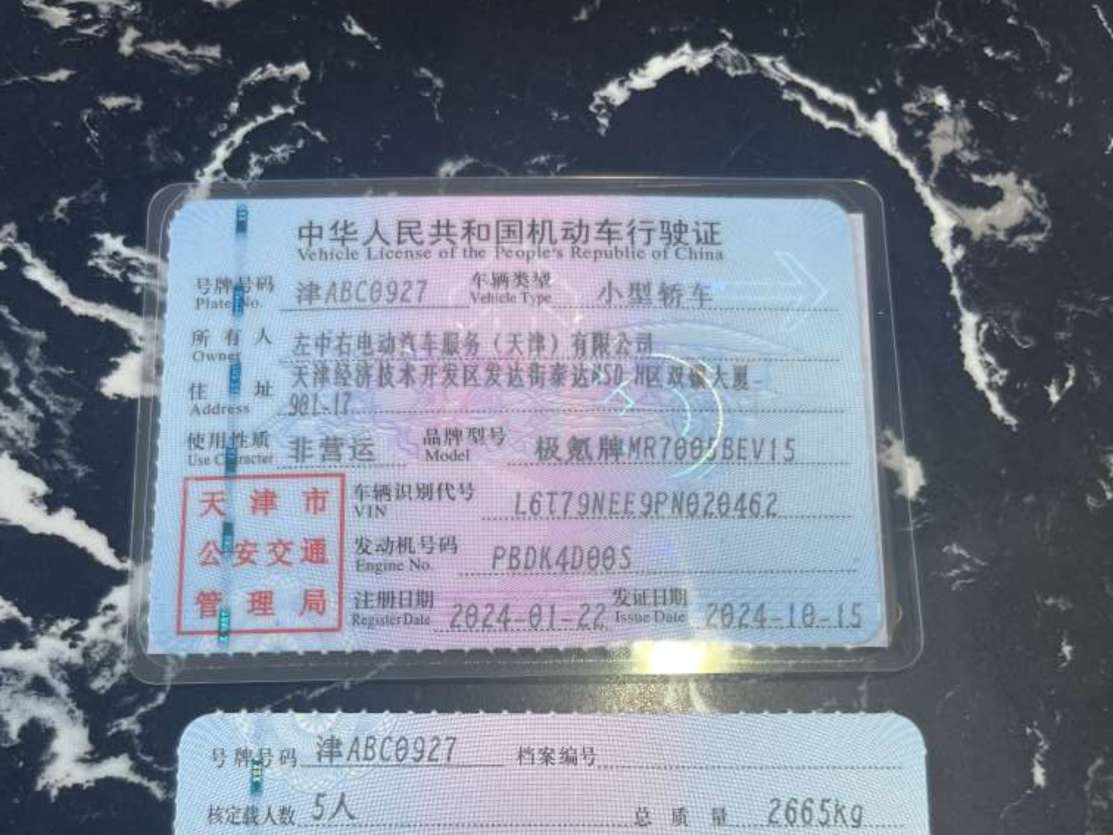 中华人民共和国机动车行驶证
Vehicle License of the People's Republic of China
号牌号码 津ABC0927 车辆类型 小型轿车
Plate No. Vehicle Type
所有人 左中右电动汽车服务（天津）有限公司
Owner
住址 天津经济技术开发区发达街泰达MSD-H区双碳大厦-
Address 901-17
使用性质 非营运 品牌型号 极氪牌MR7005BEV15
Use Character Model
天津市
公安交通
管理局
车辆识别代号 L6T79NEE9PN020462
VIN
发动机号码 PBDK4D00S
Engine No.
注册日期 2024-01-22 发证日期 2024-10-15
Register Date Issue Date
号牌号码 津ABC0927 档案编号
核定载人数 5人 总质量 2665kg